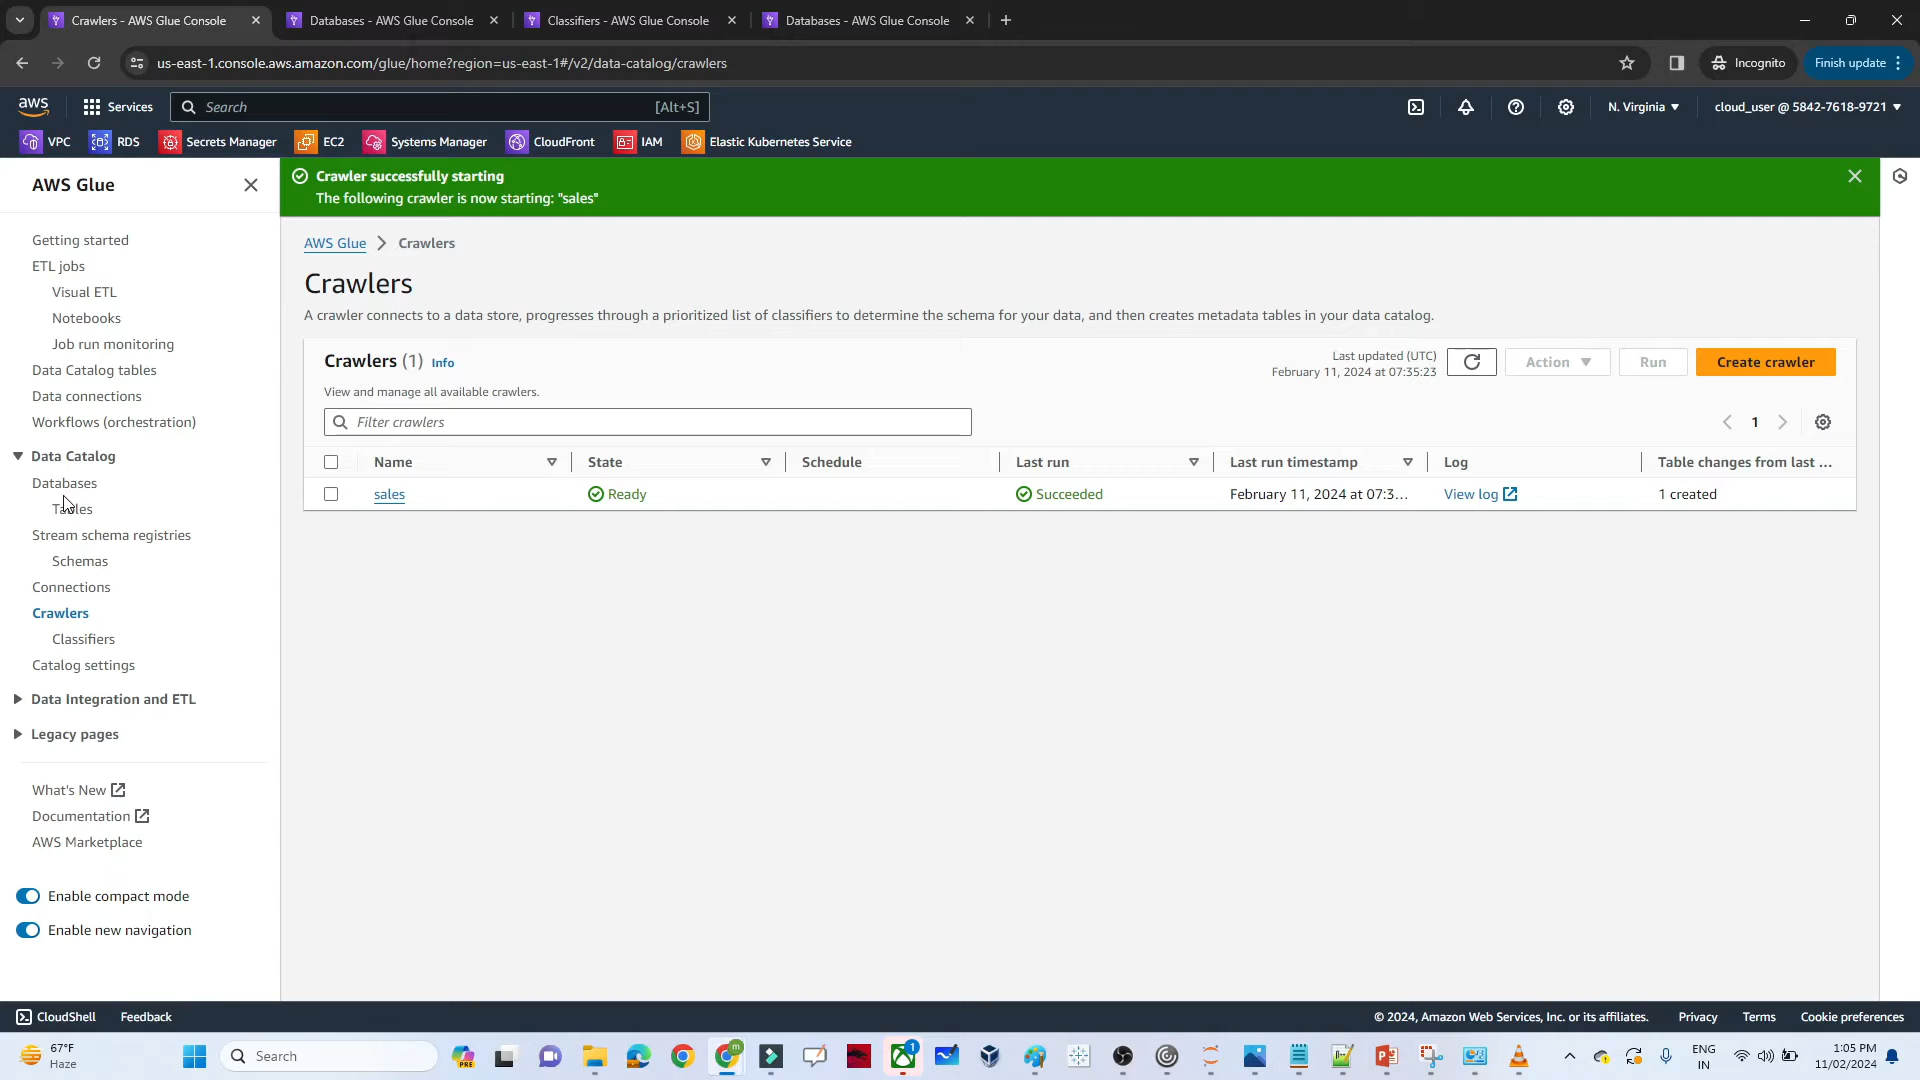 Crawlers - AWS Glue Console
Databases - AWS Glue Console
Classifiers - AWS Glue Console
Databases - AWS Glue Console
us-east-1.console.aws.amazon.com/glue/home?region=us-east-1#/v2/data-catalog/crawlers
Incognito
Finish update
aws
Services
Search
[Alt+S]
N. Virginia
cloud_user @ 5842-7618-9721
VPC
RDS
Secrets Manager
EC2
Systems Manager
CloudFront
IAM
Elastic Kubernetes Service
AWS Glue
Getting started
ETL jobs
Visual ETL
Notebooks
Job run monitoring
Data Catalog tables
Data connections
Workflows (orchestration)
Data Catalog
Databases
Tables
Stream schema registries
Schemas
Connections
Crawlers
Classifiers
Catalog settings
Data Integration and ETL
Legacy pages
What's New
Documentation
AWS Marketplace
Enable compact mode
Enable new navigation
Crawler successfully starting
The following crawler is now starting: "sales"
AWS Glue > Crawlers
Crawlers
A crawler connects to a data store, progresses through a prioritized list of classifiers to determine the schema for your data, and then creates metadata tables in your data catalog.
Crawlers (1) Info
View and manage all available crawlers.
Last updated (UTC)
February 11, 2024 at 07:35:23
Action
Run
Create crawler
Filter crawlers
1
Name
State
Schedule
Last run
Last run timestamp
Log
Table changes from last ...
sales
Ready
Succeeded
February 11, 2024 at 07:3...
View log
1 created
CloudShell
Feedback
© 2024, Amazon Web Services, Inc. or its affiliates.
Privacy
Terms
Cookie preferences
67°F
Haze
Search
PRE
m
1
ENG
IN
1:05 PM
11/02/2024